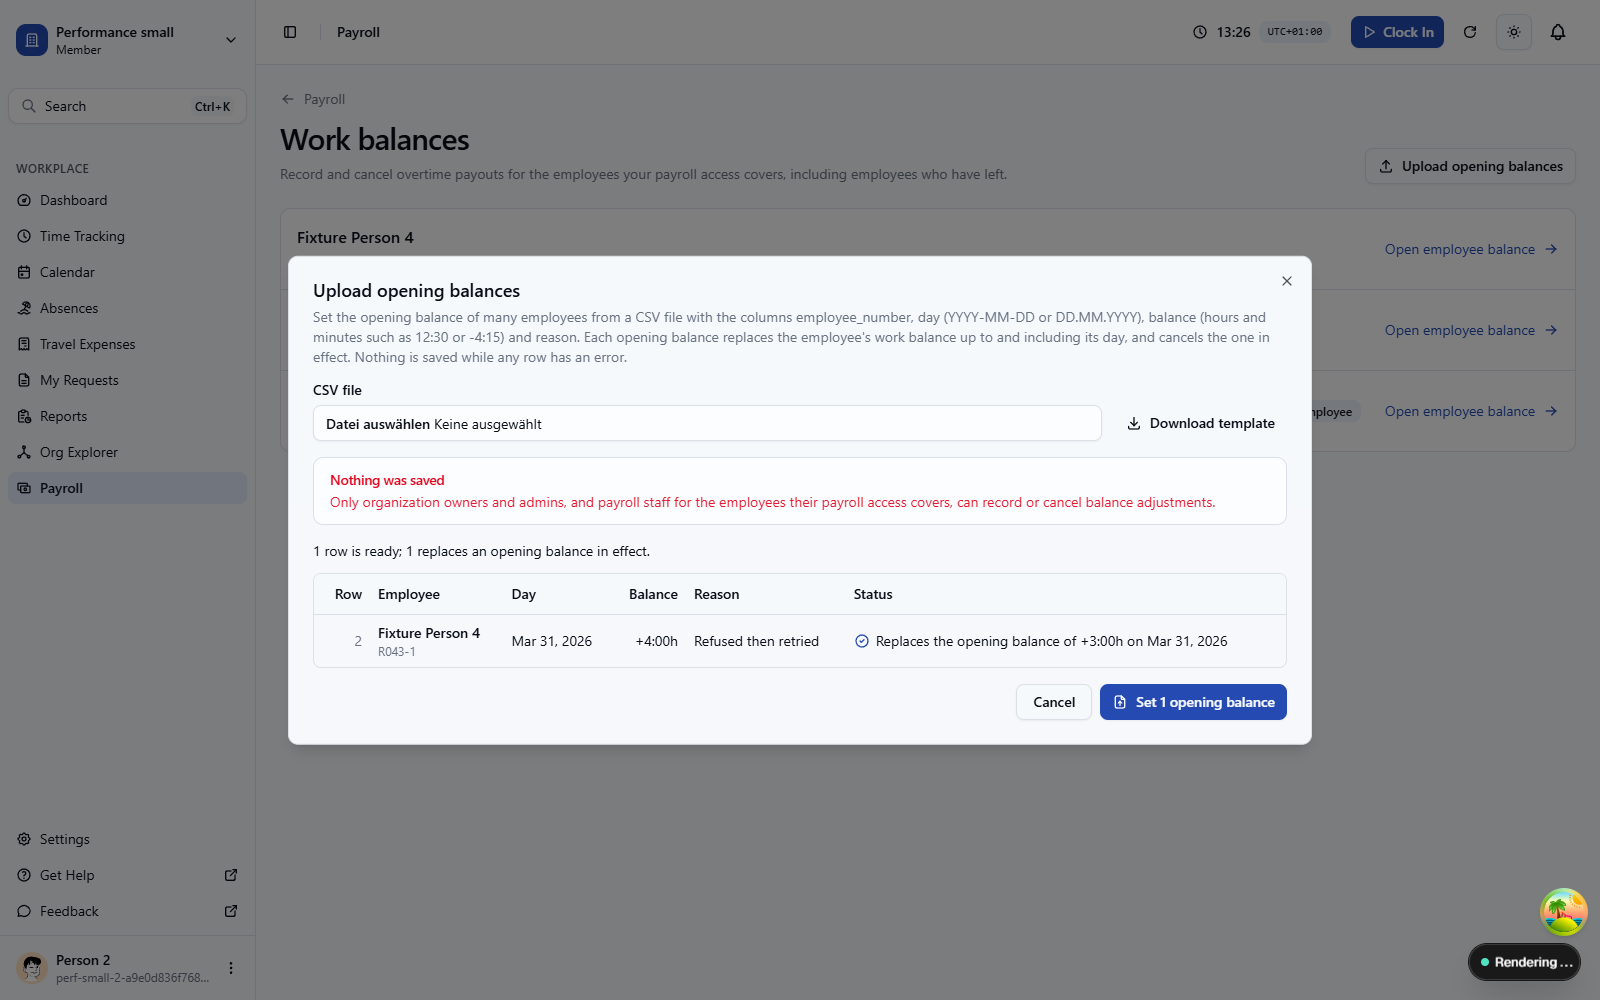 Performance small
Member
Payroll
13:26
UTC+01:00
Clock In
Search
Ctrl+K
WORKPLACE
Dashboard
Time Tracking
Calendar
Absences
Travel Expenses
My Requests
Reports
Org Explorer
Payroll
Settings
Get Help
Feedback
Person 2
perf-small-2-a9e0d836f768...
Payroll
Work balances
Record and cancel overtime payouts for the employees your payroll access covers, including employees who have left.
Upload opening balances
Fixture Person 4
Open employee balance
Open employee balance
Open employee balance
Upload opening balances
Set the opening balance of many employees from a CSV file with the columns employee_number, day (YYYY-MM-DD or DD.MM.YYYY), balance (hours and
minutes such as 12:30 or -4:15) and reason. Each opening balance replaces the employee's work balance up to and including its day, and cancels the one in
effect. Nothing is saved while any row has an error.
CSV file
Datei auswählen Keine ausgewählt
Download template
Nothing was saved
Only organization owners and admins, and payroll staff for the employees their payroll access covers, can record or cancel balance adjustments.
1 row is ready; 1 replaces an opening balance in effect.
Row Employee Day Balance Reason Status
2 Fixture Person 4 Mar 31, 2026 +4:00h Refused then retried Replaces the opening balance of +3:00h on Mar 31, 2026
R043-1
Cancel
Set 1 opening balance
Rendering ...